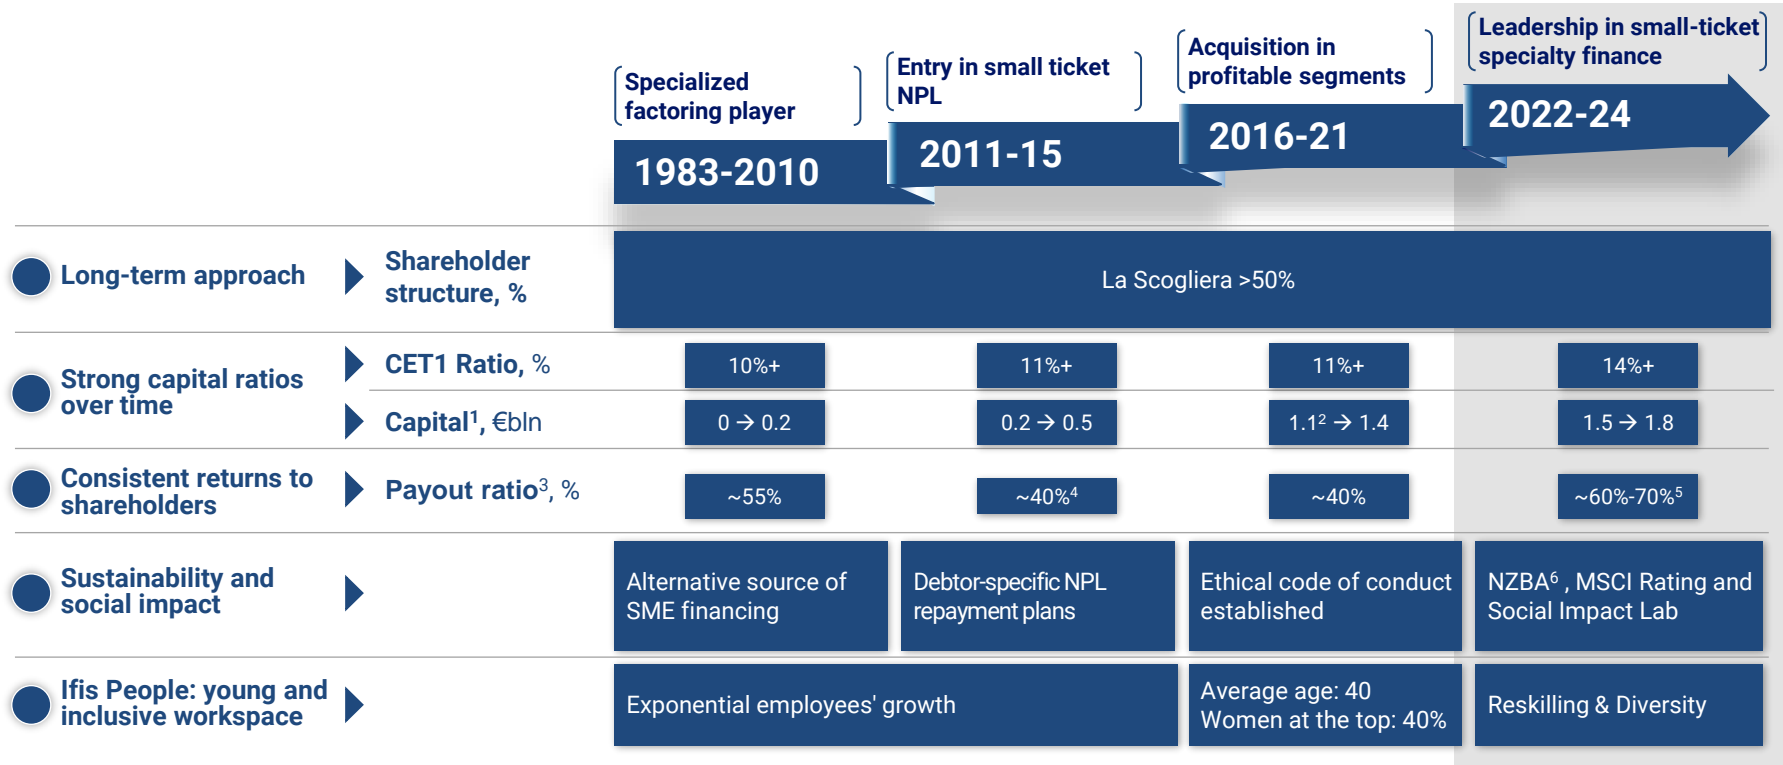 Specialized
factoring player
Entry in small ticket
NPL
Acquisition in
profitable segments
Leadership in small-ticket
specialty finance
1983-2010
2011-15
2016-21
2022-24
Long-term approach
Shareholder
structure, %
La Scogliera >50%
Strong capital ratios
over time
CET1 Ratio, %
10%+
11%+
11%+
14%+
Capital¹, €bln
0 → 0.2
0.2 → 0.5
1.1² → 1.4
1.5 → 1.8
Consistent returns to
shareholders
Payout ratio³, %
~55%
~40%⁴
~40%
~60%-70%⁵
Sustainability and
social impact
Alternative source of
SME financing
Debtor-specific NPL
repayment plans
Ethical code of conduct
established
NZBA⁶ , MSCI Rating and
Social Impact Lab
Ifis People: young and
inclusive workspace
Exponential employees' growth
Average age: 40
Women at the top: 40%
Reskilling & Diversity